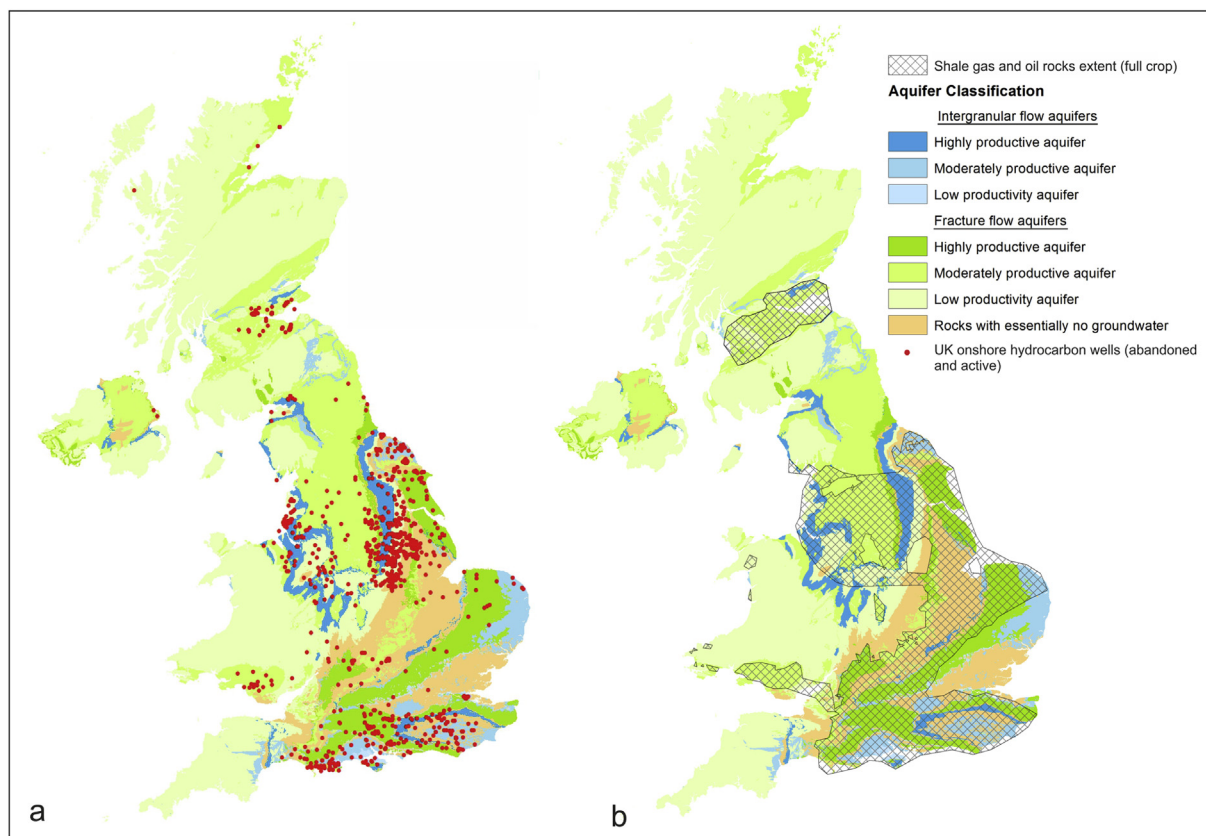 Shale gas and oil rocks extent (full crop)
Aquifer Classification
Intergranular flow aquifers
Highly productive aquifer
Moderately productive aquifer
Low productivity aquifer
Fracture flow aquifers
Highly productive aquifer
Moderately productive aquifer
Low productivity aquifer
Rocks with essentially no groundwater
UK onshore hydrocarbon wells (abandoned
and active)
a
b